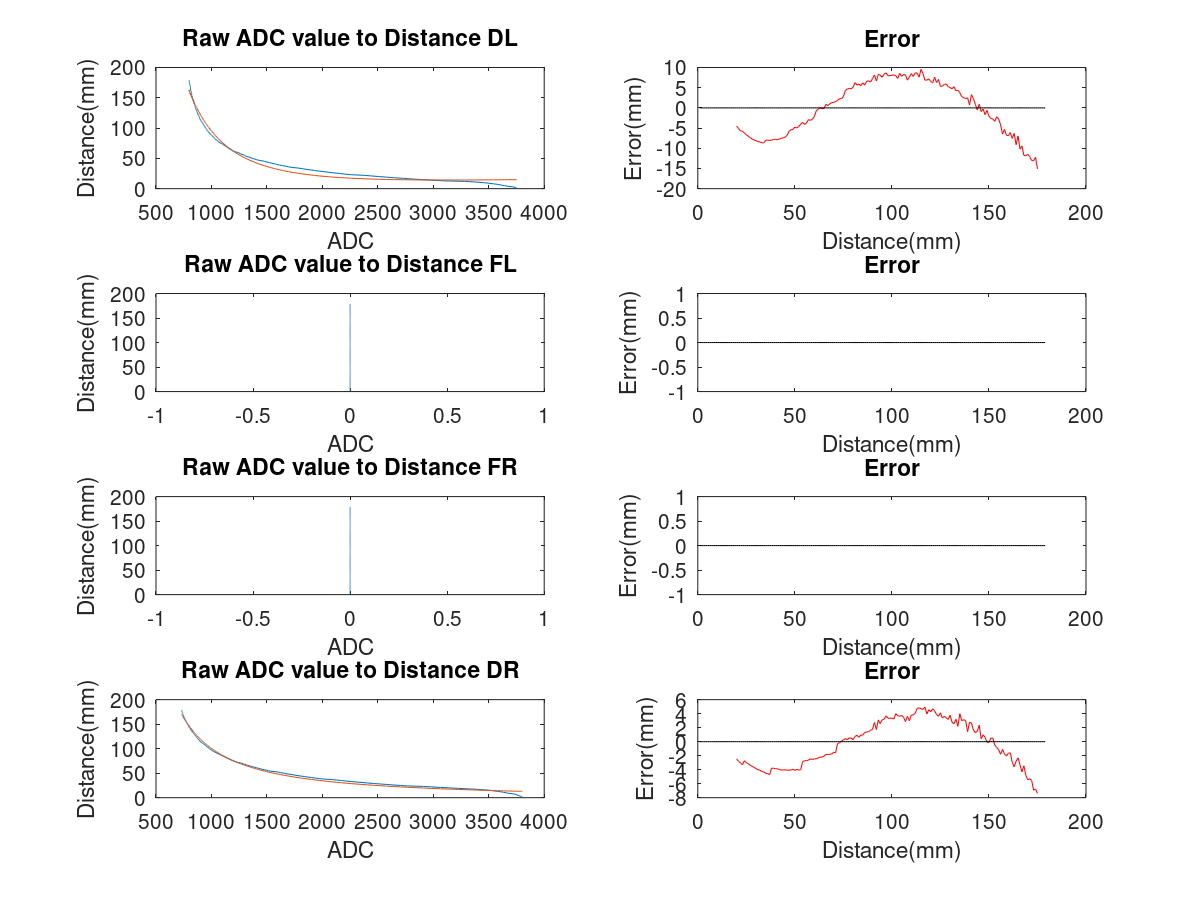 Raw ADC value to Distance DL
Error
Distance(mm)
200
150
100
50
0
500 1000 1500 2000 2500 3000 3500 4000
ADC
Error(mm)
10
5
0
-5
-10
-15
-20
0 50 100 150 200
Distance(mm)
Raw ADC value to Distance FL
Error
Distance(mm)
200
150
100
50
0
-1 -0.5 0 0.5 1
ADC
Error(mm)
1
0.5
0
-0.5
-1
0 50 100 150 200
Distance(mm)
Raw ADC value to Distance FR
Error
Distance(mm)
200
150
100
50
0
-1 -0.5 0 0.5 1
ADC
Error(mm)
1
0.5
0
-0.5
-1
0 50 100 150 200
Distance(mm)
Raw ADC value to Distance DR
Error
Distance(mm)
200
150
100
50
0
500 1000 1500 2000 2500 3000 3500 4000
ADC
Error(mm)
6
4
2
0
-2
-4
-6
-8
0 50 100 150 200
Distance(mm)